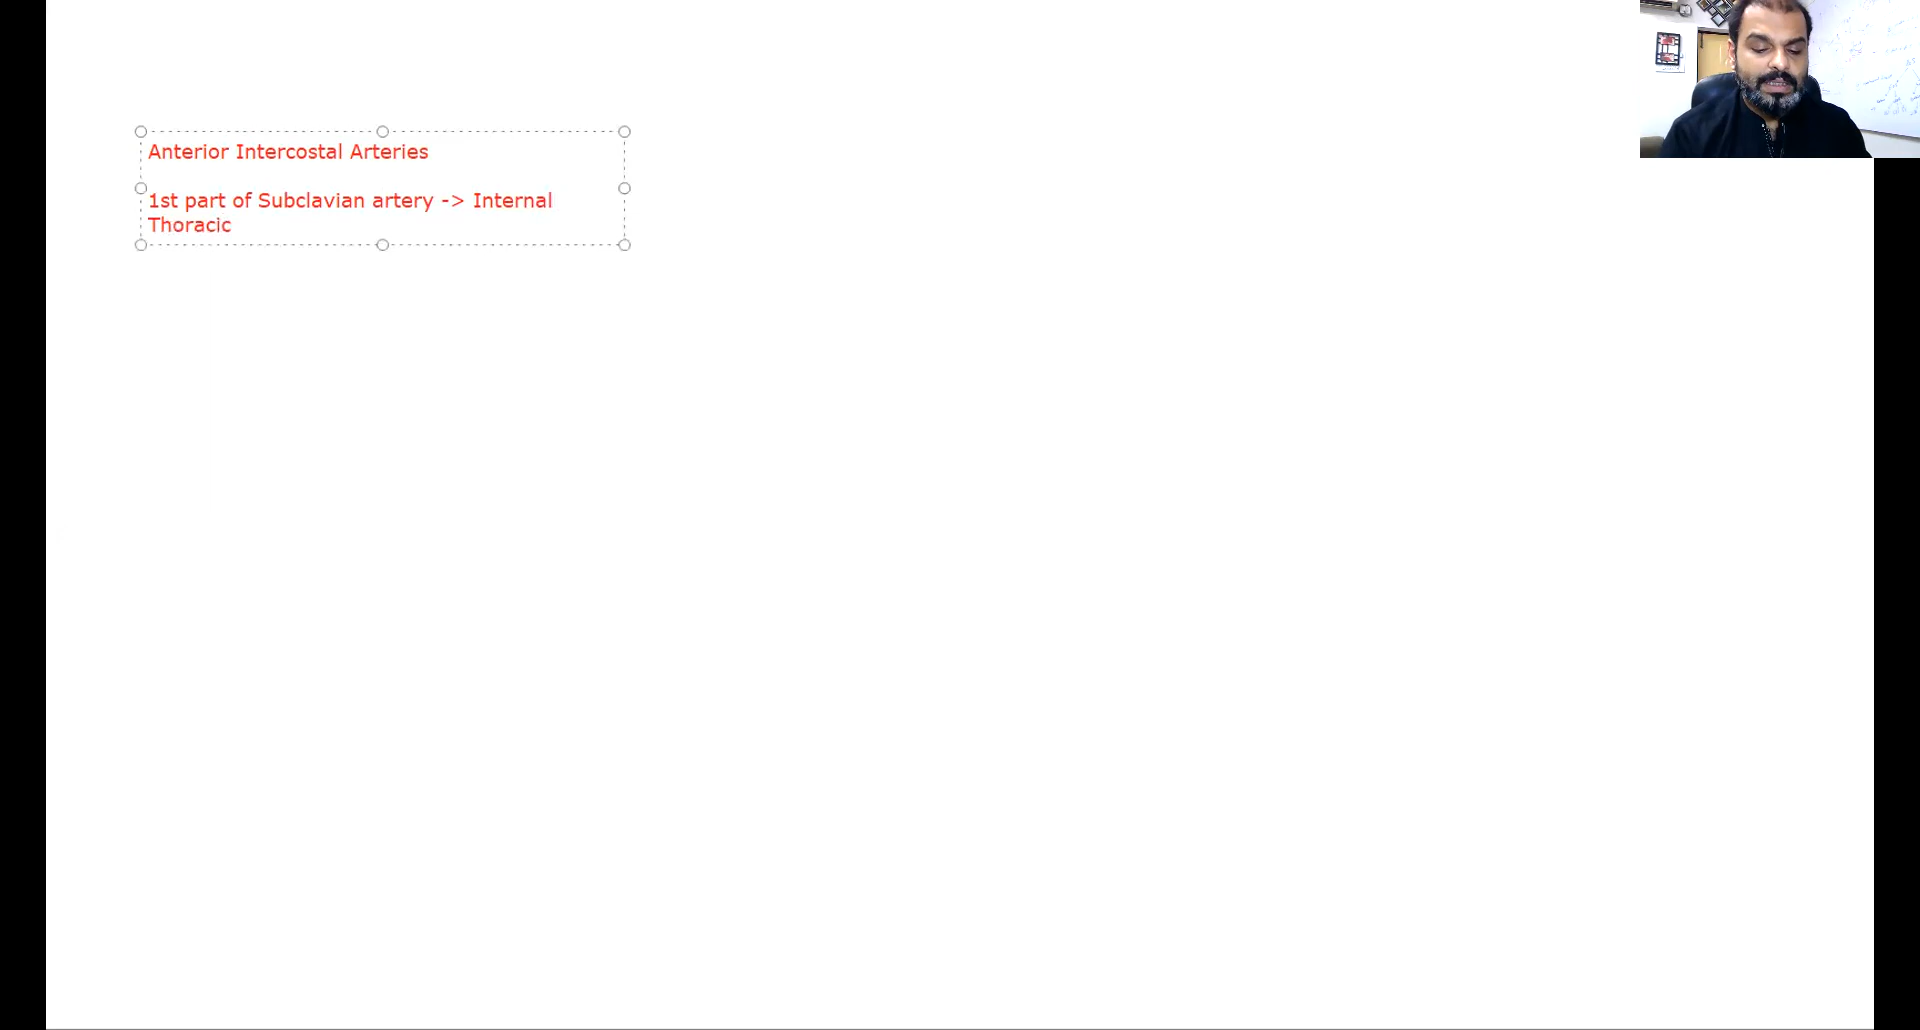 Anterior Intercostal Arteries
1st part of Subclavian artery -> Internal
Thoracic